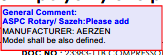 General Comment:
ASPC Rotary/ Sazeh:Please add
MANUFACTURER: AERZEN
Model shall be also defined.